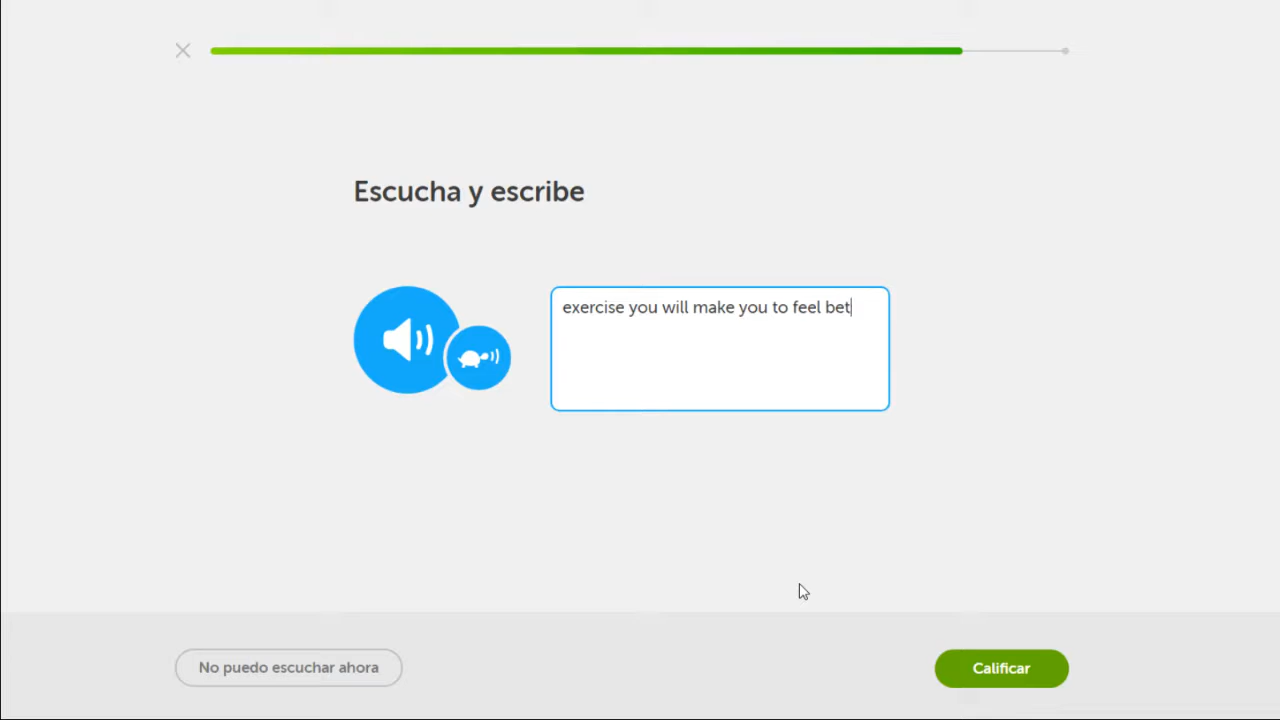 Escucha y escribe
exercise you will make you to feel bet
No puedo escuchar ahora
Calificar